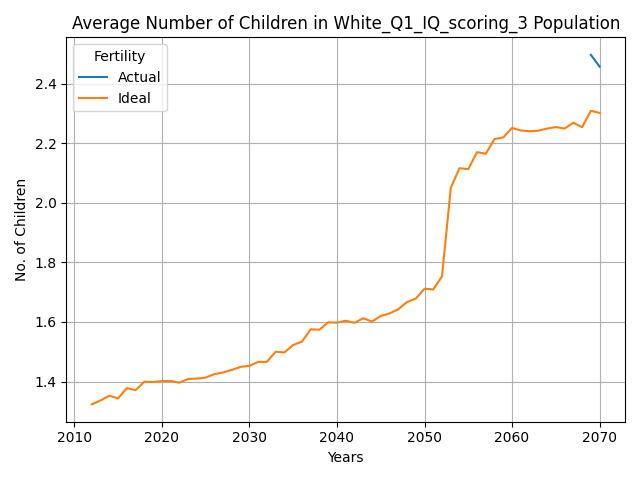 Average Number of Children in White_Q1_IQ_scoring_3 Population
Fertility
Actual
Ideal
No. of Children
2.4
2.2
2.0
1.8
1.6
1.4
2010 2020 2030 2040 2050 2060 2070
Years